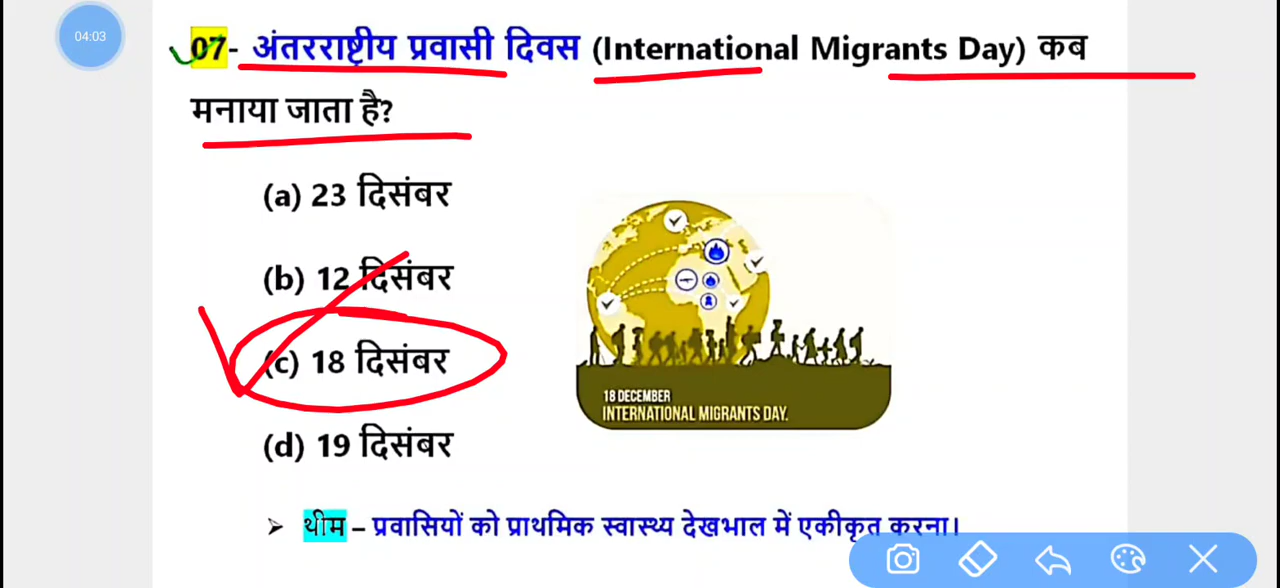 04:03
07- अंतरराष्ट्रीय प्रवासी दिवस (International Migrants Day) कब
मनाया जाता है?
(a) 23 दिसंबर
(b) 12 दिसंबर
(c) 18 दिसंबर
(d) 19 दिसंबर
18 DECEMBER
INTERNATIONAL MIGRANTS DAY.
➢ थीम – प्रवासियों को प्राथमिक स्वास्थ्य देखभाल में एकीकृत करना।